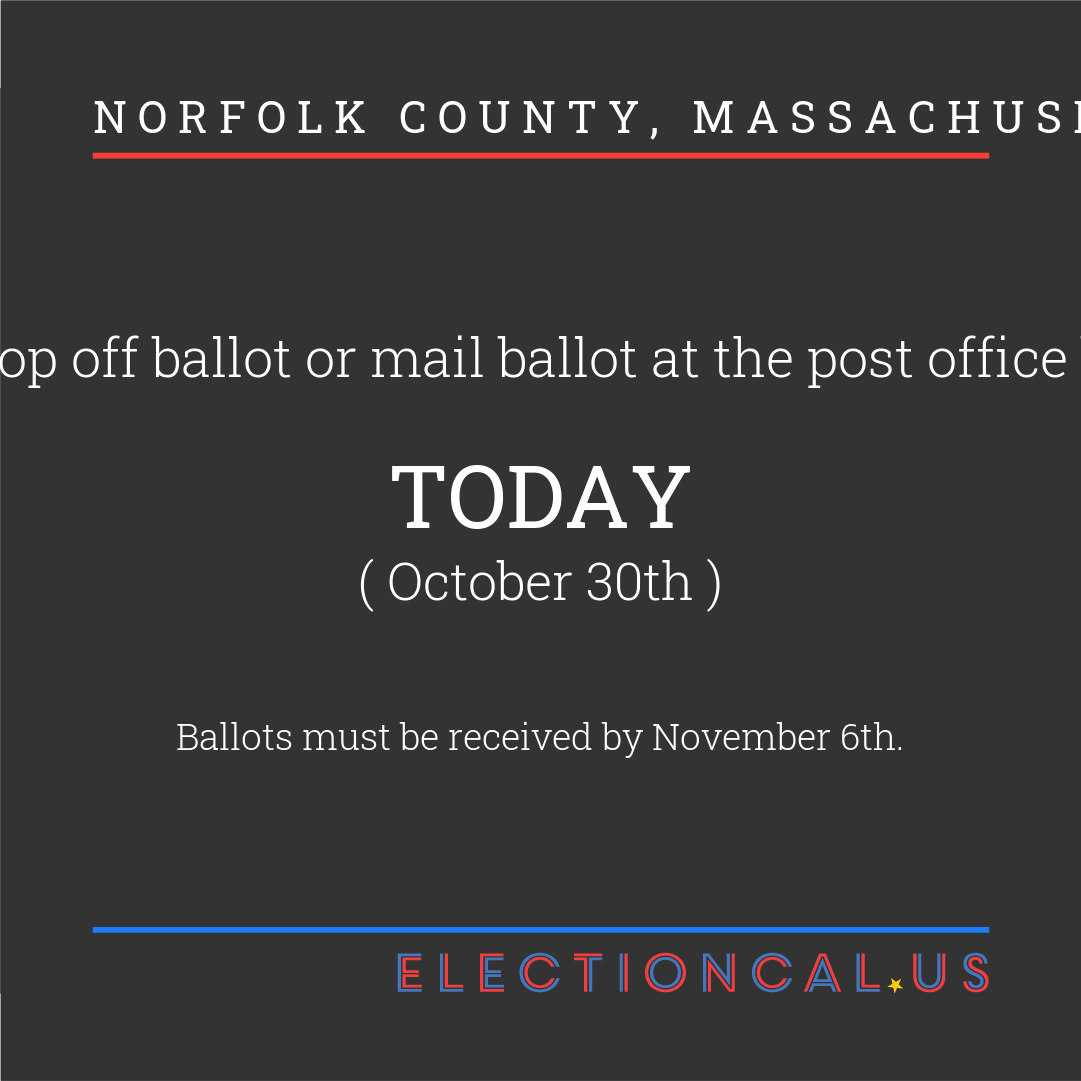 NORFOLK COUNTY, MASSACHUS
op off ballot or mail ballot at the post office
TODAY
( October 30th )
Ballots must be received by November 6th.
ELECTIONCAL.US